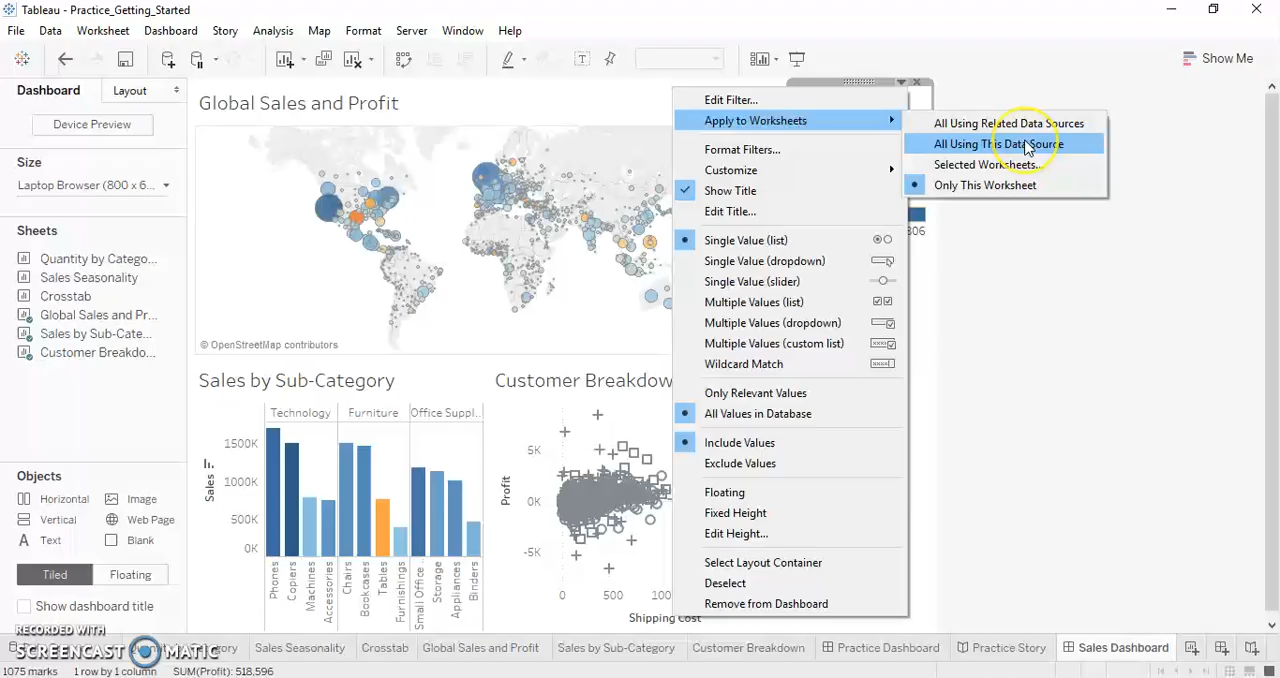 Tableau - Practice_Getting_Started
File Data Worksheet Dashboard Story Analysis Map Format Server Window Help
Show Me
Dashboard Layout
Device Preview
Size
Laptop Browser (800 x 6...
Sheets
Quantity by Catego...
Sales Seasonality
Crosstab
Global Sales and Pr...
Sales by Sub-Cate...
Customer Breakdo...
Objects
Horizontal Image
Vertical Web Page
A Text Blank
Tiled Floating
Show dashboard title
Global Sales and Profit
© OpenStreetMap contributors
Sales by Sub-Category
Technology Furniture Office Suppl..
Sales
1500K
1000K
500K
0K
Phones
Copiers
Machines
Accessories
Chairs
Bookcases
Tables
Furnishings
Small Office ..
Storage
Appliances
Binders
Customer Breakdow
Profit
5K
0K
-5K
0 500 100
Shipping cost
806
Edit Filter...
Apply to Worksheets
Format Filters...
Customize
Show Title
Edit Title...
Single Value (list)
Single Value (dropdown)
Single Value (slider)
Multiple Values (list)
Multiple Values (dropdown)
Multiple Values (custom list)
Wildcard Match
Only Relevant Values
All Values in Database
Include Values
Exclude Values
Floating
Fixed Height
Edit Height...
Select Layout Container
Deselect
Remove from Dashboard
All Using Related Data Sources
All Using This Data Source
Selected Worksheets...
Only This Worksheet
RECORDED WITH
SCREENCAST MATIC
Sales Seasonality Crosstab Global Sales and Profit Sales by Sub-Category Customer Breakdown Practice Dashboard Practice Story Sales Dashboard
1075 marks 1 row by 1 column SUM(Profit): 518,596